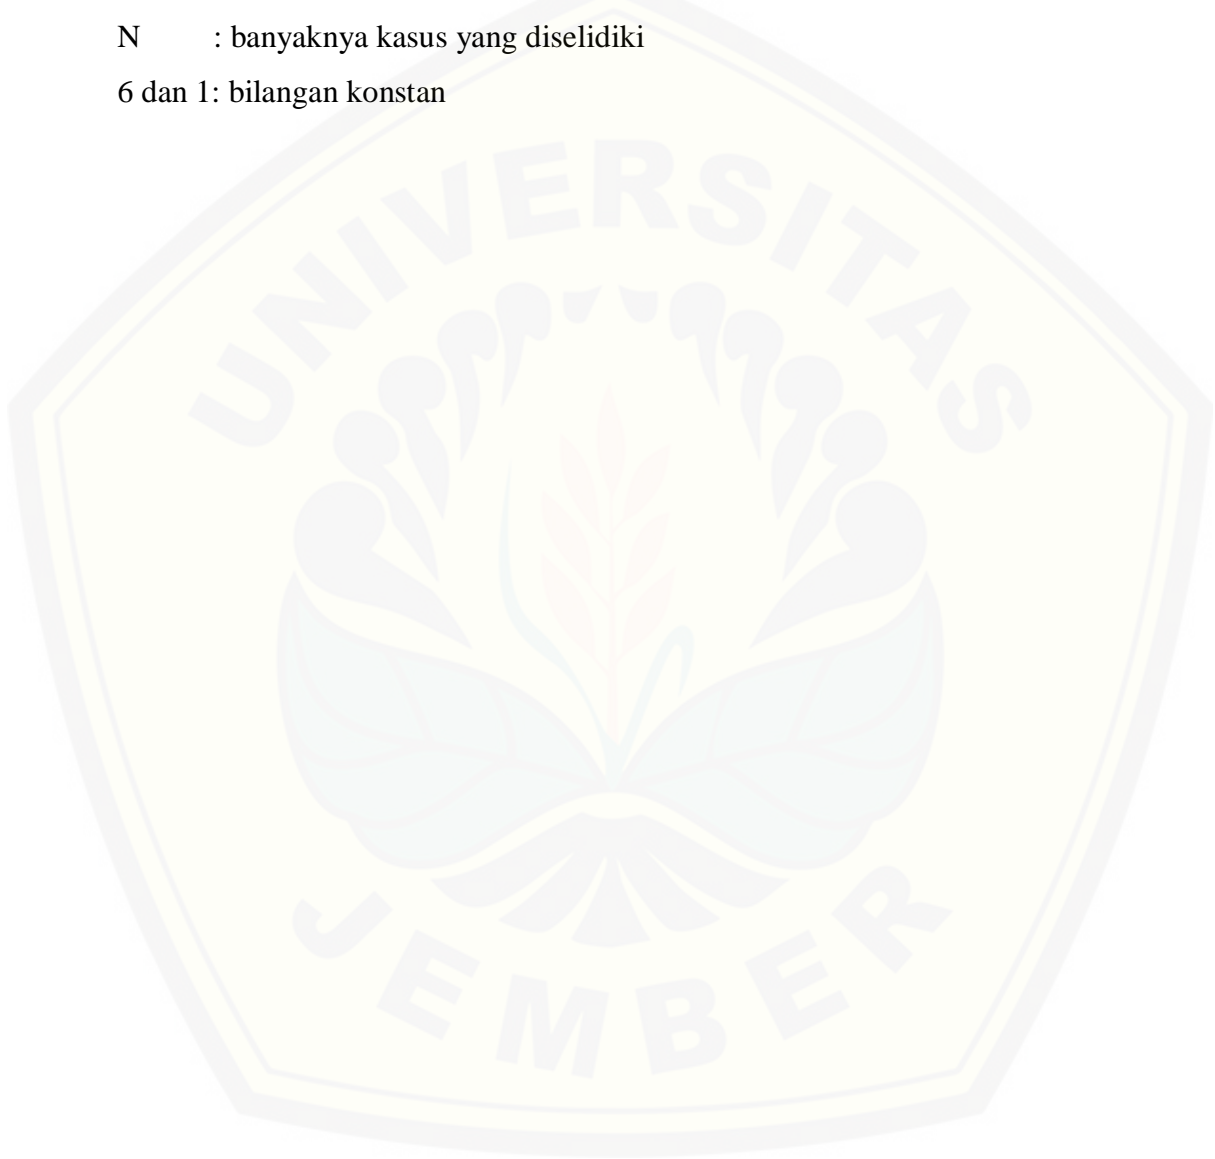 N : banyaknya kasus yang diselidiki
6 dan 1: bilangan konstan
UNIVERSITAS
JEMBER